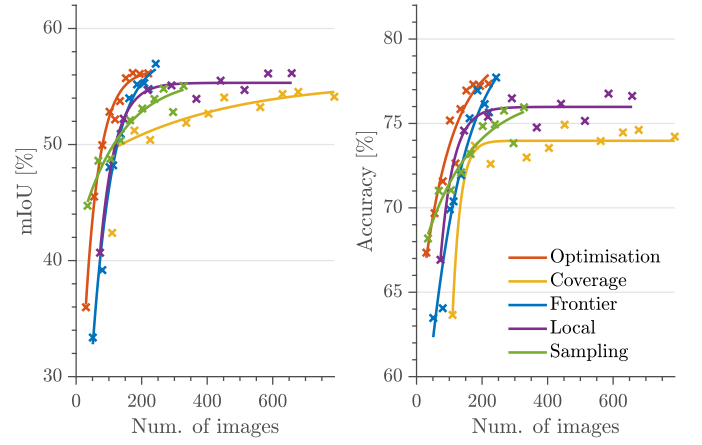 60
50
40
30
0
200
400
600
Num. of images
mIoU [%]
80
75
70
65
60
0
200
400
600
Num. of images
Accuracy [%]
Optimisation
Coverage
Frontier
Local
Sampling